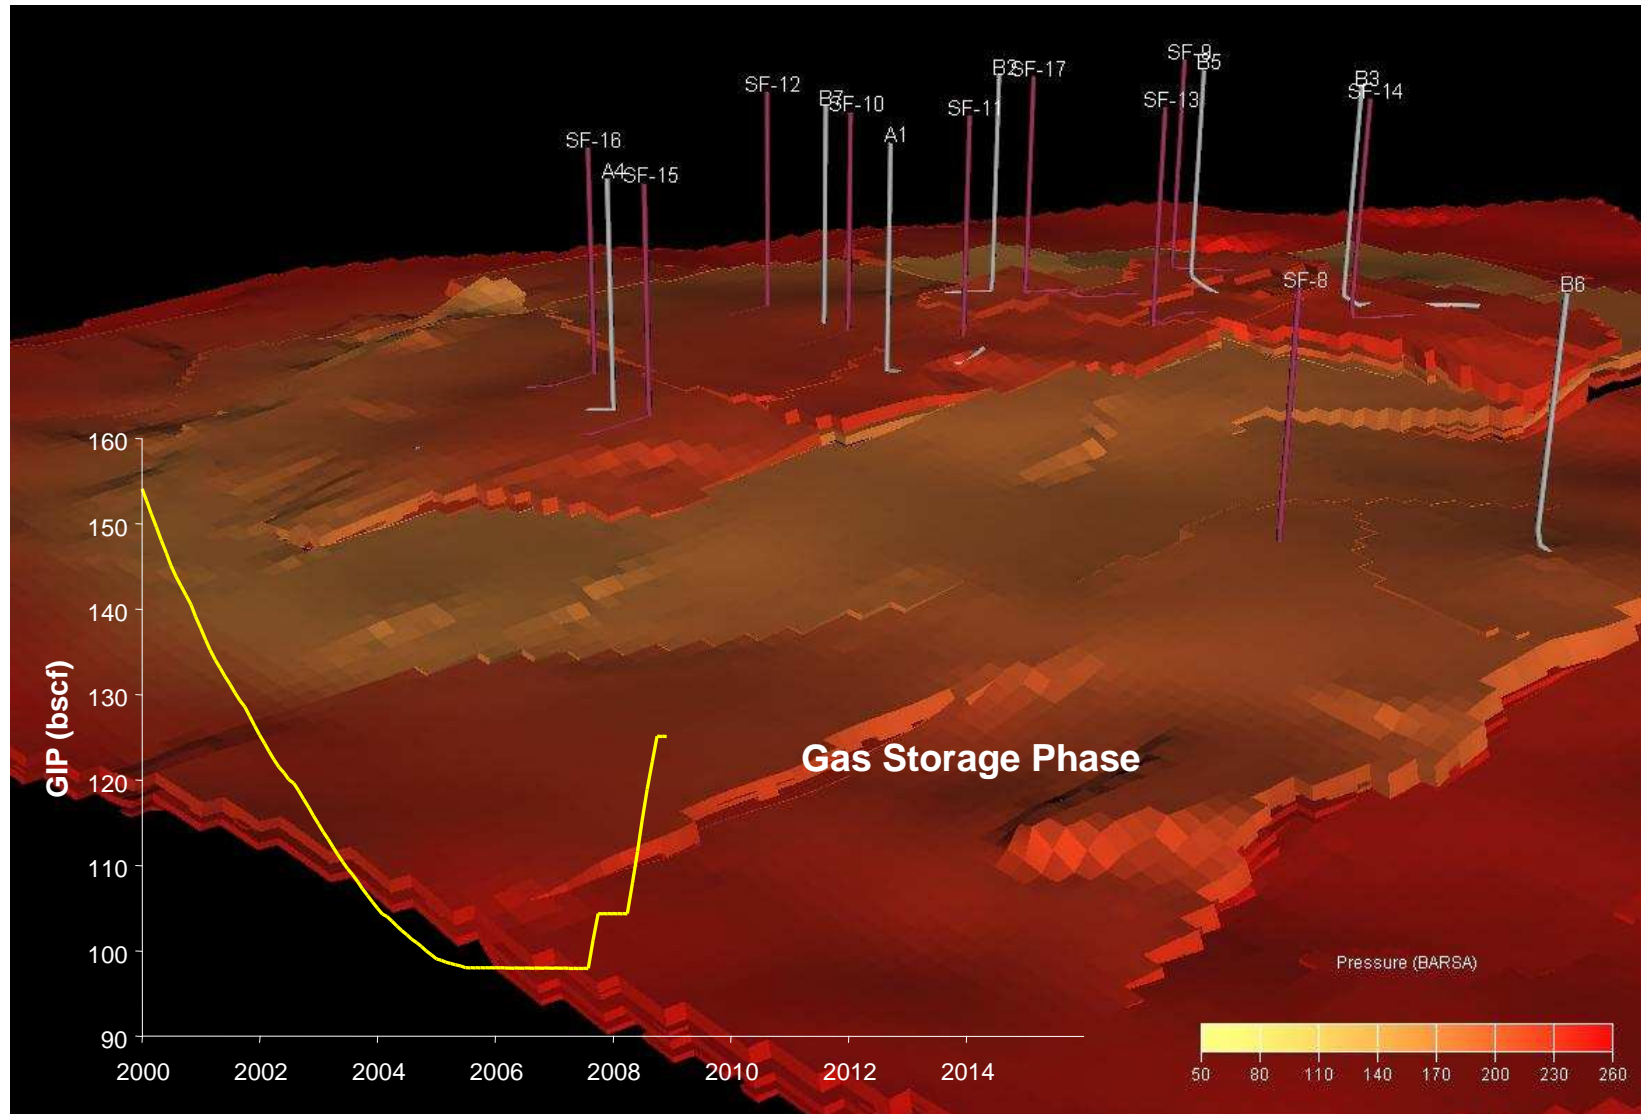 SF-9
B5
B2
SF-17
B3
SF-14
SF-12
B7
SF-10
SF-11
SF-13
SF-16
A1
A4
SF-15
SF-8
B6
160
150
140
130
120
110
100
90
GIP (bscf)
Gas Storage Phase
2000 2002 2004 2006 2008 2010 2012 2014
Pressure (BARSA)
50 80 110 140 170 200 230 260